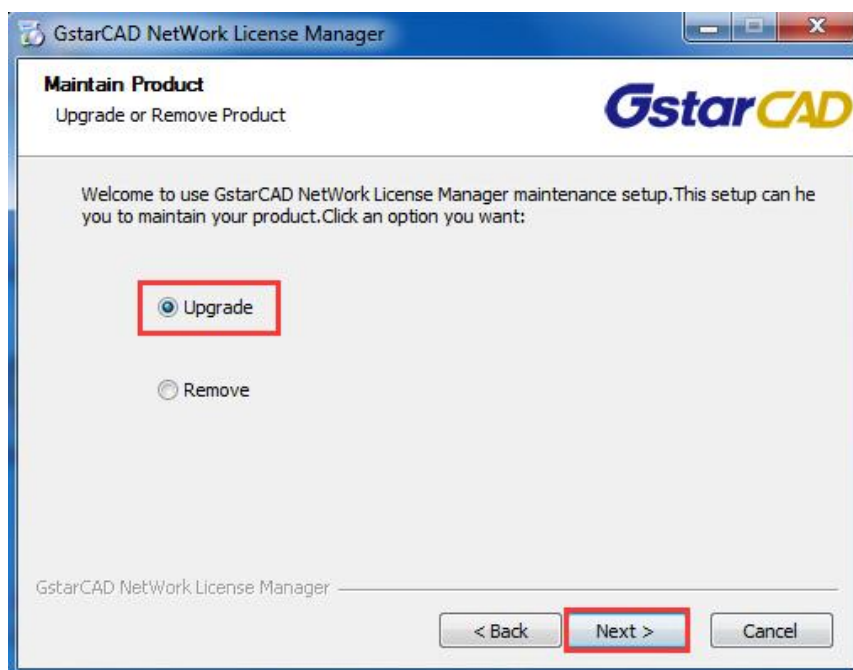 GstarCAD NetWork License Manager
Maintain Product
Upgrade or Remove Product
GstarCAD
Welcome to use GstarCAD NetWork License Manager maintenance setup.This setup can he
you to maintain your product.Click an option you want:
Upgrade
Remove
GstarCAD NetWork License Manager
< Back
Next >
Cancel